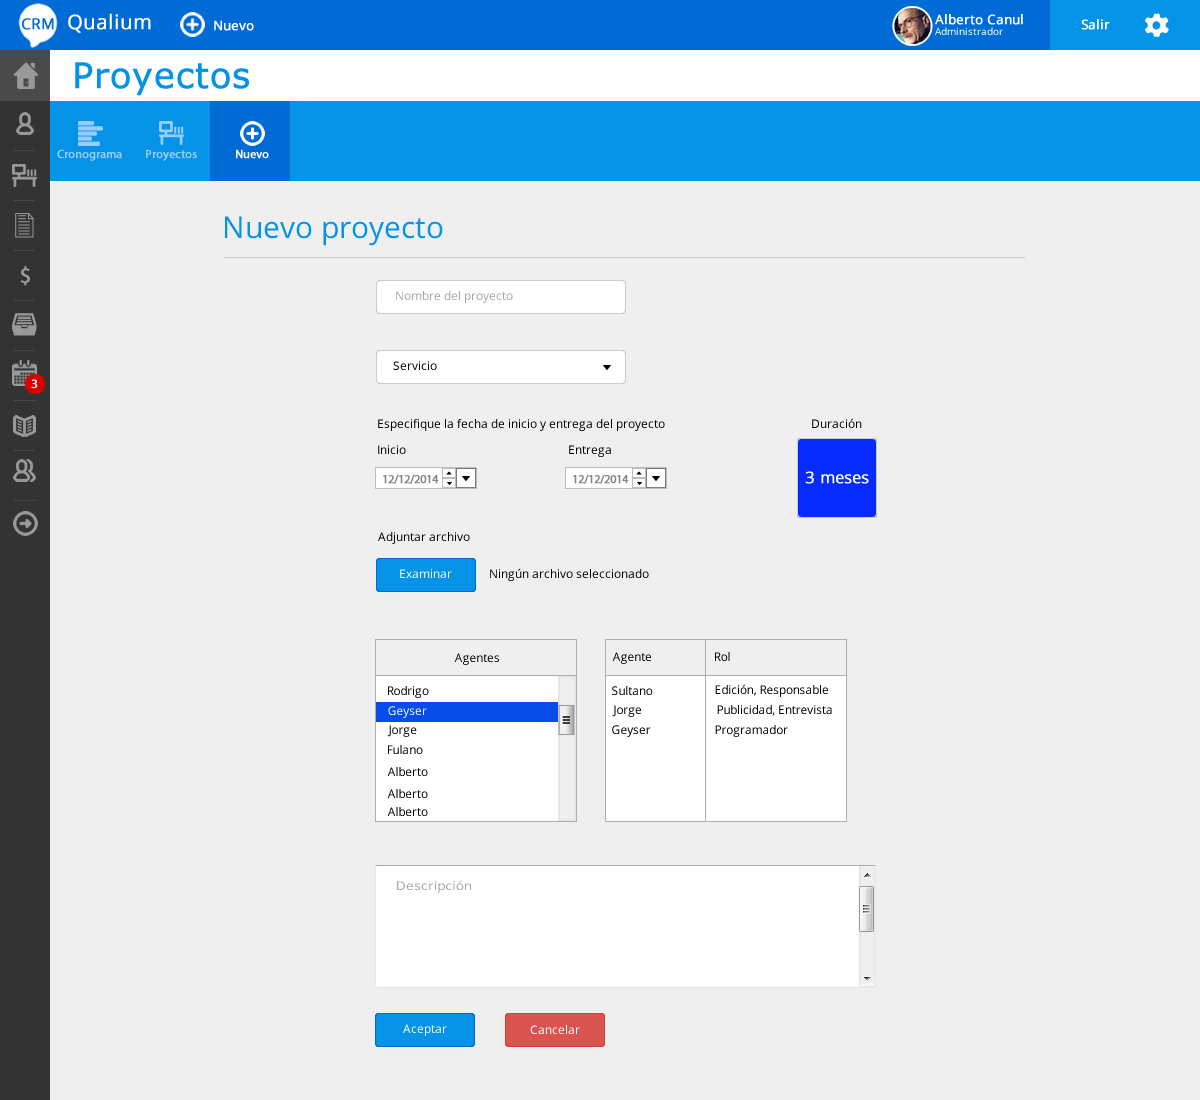 CRM Qualium
Nuevo
Alberto Canul
Administrador
Salir
Proyectos
Cronograma
Proyectos
Nuevo
3
Nuevo proyecto
Nombre del proyecto
Servicio
Especifique la fecha de inicio y entrega del proyecto
Duración
Inicio
Entrega
12/12/2014
12/12/2014
3 meses
Adjuntar archivo
Examinar
Ningún archivo seleccionado
Agentes
Rodrigo
Geyser
Jorge
Fulano
Alberto
Alberto
Alberto
Agente Rol
Sultano Edición, Responsable
Jorge Publicidad, Entrevista
Geyser Programador
Descripción
Aceptar
Cancelar